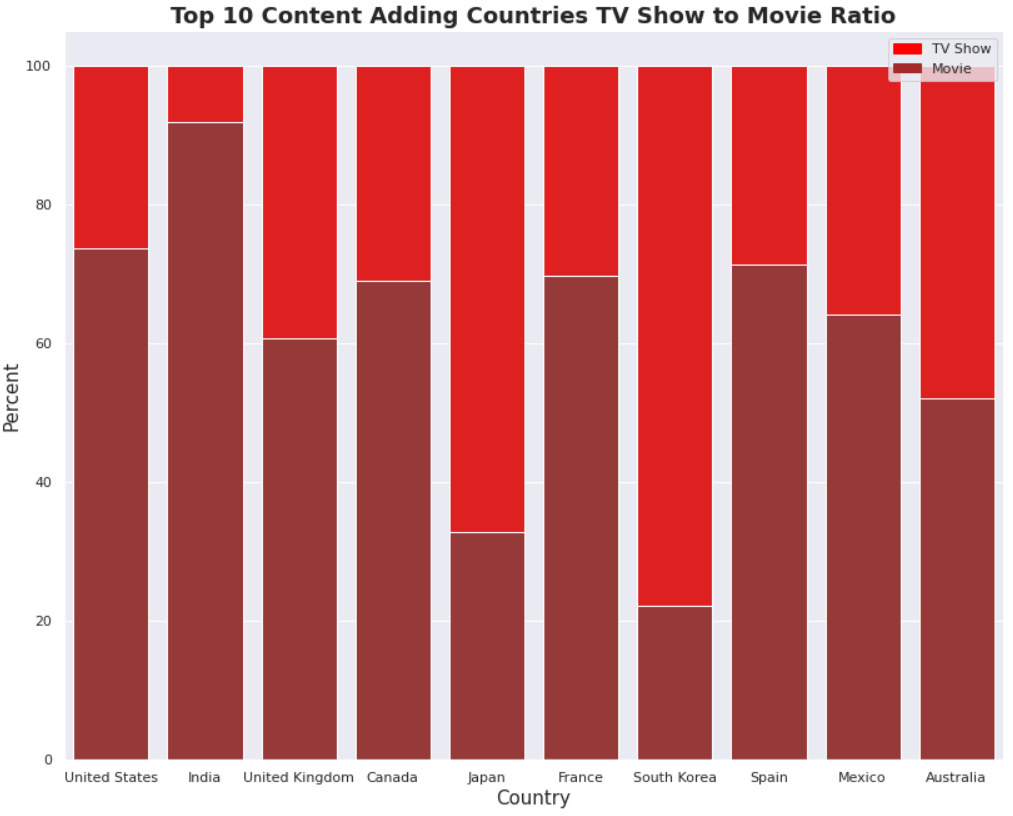 Top 10 Content Adding Countries TV Show to Movie Ratio
TV Show
Movie
100
80
60
40
20
0
Percent
United States India United Kingdom Canada Japan France South Korea Spain Mexico Australia
Country